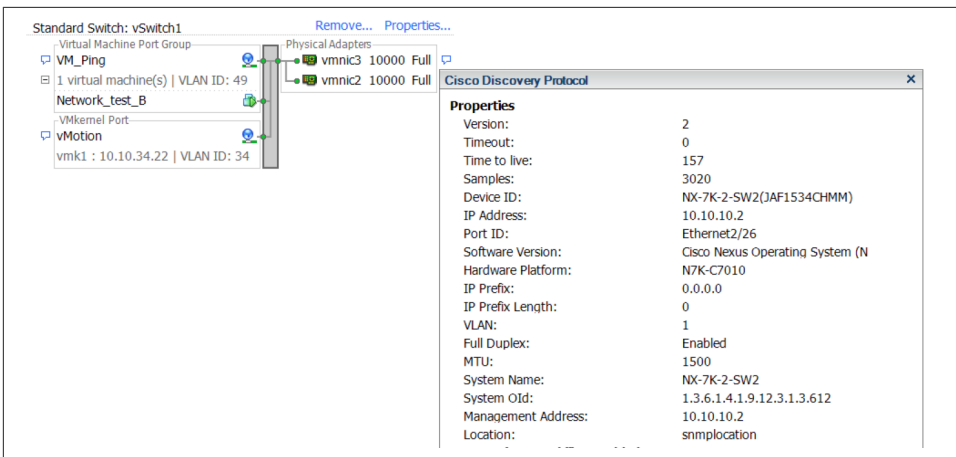 Standard Switch: vSwitch1 Remove... Properties...
Virtual Machine Port Group
VM_Ping
1 virtual machine(s) | VLAN ID: 49
Network_test_B
VMkernel Port
vMotion
vmk1 : 10.10.34.22 | VLAN ID: 34
Physical Adapters
vmnic3 10000 Full
vmnic2 10000 Full
Cisco Discovery Protocol
Properties
Version: 2
Timeout: 0
Time to live: 157
Samples: 3020
Device ID: NX-7K-2-SW2(JAF1534CHMM)
IP Address: 10.10.10.2
Port ID: Ethernet2/26
Software Version: Cisco Nexus Operating System (N
Hardware Platform: N7K-C7010
IP Prefix: 0.0.0.0
IP Prefix Length: 0
VLAN: 1
Full Duplex: Enabled
MTU: 1500
System Name: NX-7K-2-SW2
System OId: 1.3.6.1.4.1.9.12.3.1.3.612
Management Address: 10.10.10.2
Location: snmplocation